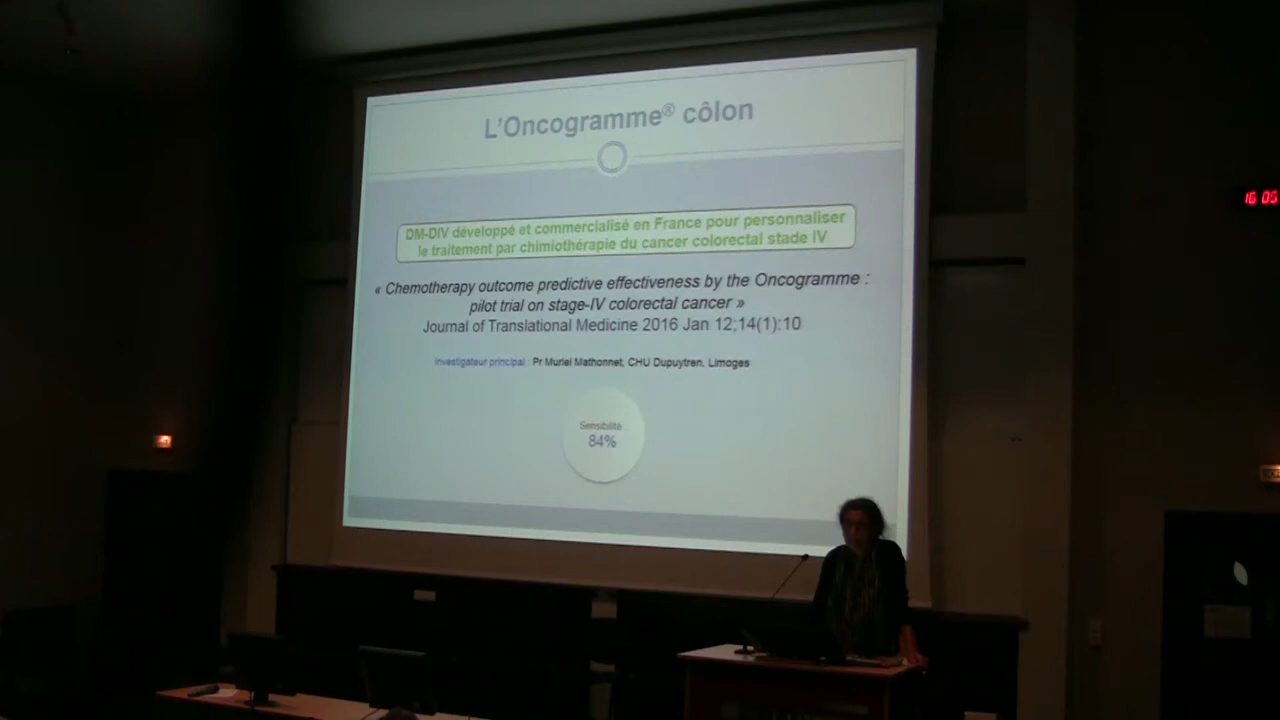 L'Oncogramme® côlon
DM-DIV développé et commercialisé en France pour personnaliser
le traitement par chimiothérapie du cancer colorectal stade IV
« Chemotherapy outcome predictive effectiveness by the Oncogramme :
pilot trial on stage-IV colorectal cancer »
Journal of Translational Medicine 2016 Jan 12;14(1):10
Investigateur principal : Pr Muriel Mathonnet, CHU Dupuytren, Limoges
Sensibilité
84%
16 05